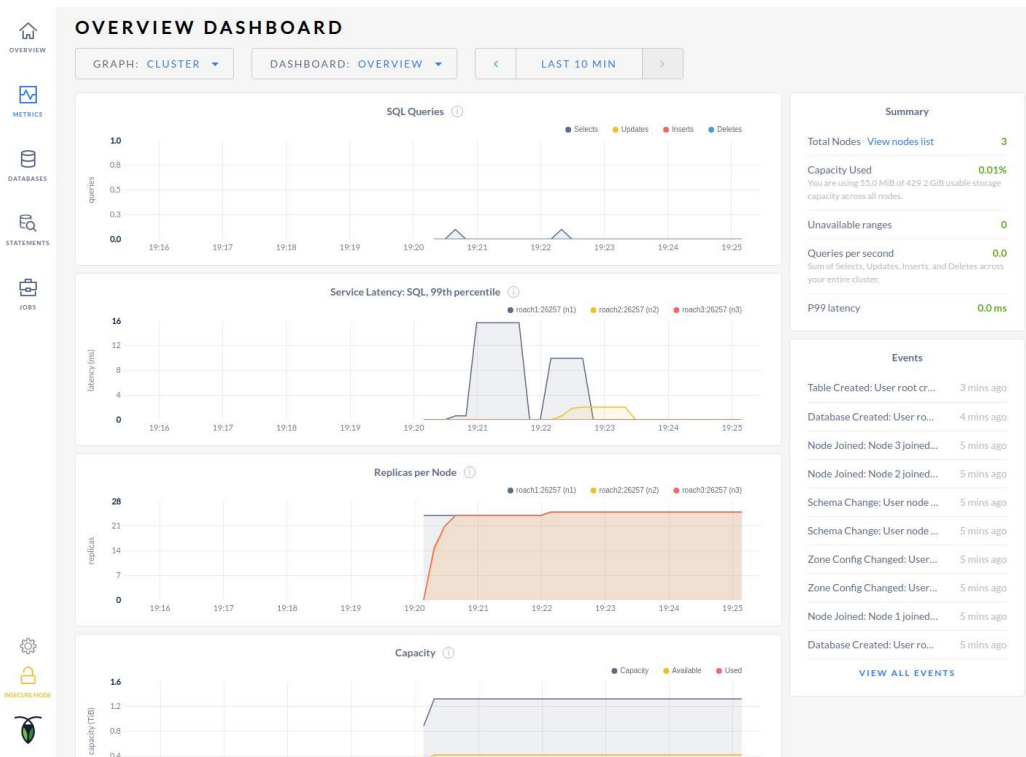 OVERVIEW DASHBOARD
OVERVIEW
METRICS
DATABASES
STATEMENTS
JOBS
INSECURE MODE
GRAPH: CLUSTER
DASHBOARD: OVERVIEW
LAST 10 MIN
SQL Queries
Selects Updates Inserts Deletes
1.0
0.8
0.5
0.3
0.0
queries
19:16 19:17 19:18 19:19 19:20 19:21 19:22 19:23 19:24 19:25
Service Latency: SQL, 99th percentile
roach1:26257 (n1) roach2:26257 (n2) roach3:26257 (n3)
16
12
8
4
0
latency (ms)
19:16 19:17 19:18 19:19 19:20 19:21 19:22 19:23 19:24 19:25
Replicas per Node
roach1:26257 (n1) roach2:26257 (n2) roach3:26257 (n3)
28
21
14
7
0
replicas
19:16 19:17 19:18 19:19 19:20 19:21 19:22 19:23 19:24 19:25
Capacity
Capacity Available Used
1.6
1.2
0.8
0.4
capacity (TiB)
Summary
Total Nodes View nodes list 3
Capacity Used 0.01%
You are using 55.0 MiB of 429.2 GiB usable storage
capacity across all nodes.
Unavailable ranges 0
Queries per second 0.0
Sum of Selects, Updates, Inserts, and Deletes across
your entire cluster.
P99 latency 0.0 ms
Events
Table Created: User root cr... 3 mins ago
Database Created: User ro... 4 mins ago
Node Joined: Node 3 joined... 5 mins ago
Node Joined: Node 2 joined... 5 mins ago
Schema Change: User node ... 5 mins ago
Schema Change: User node ... 5 mins ago
Zone Config Changed: User... 5 mins ago
Zone Config Changed: User... 5 mins ago
Node Joined: Node 1 joined... 5 mins ago
Database Created: User ro... 5 mins ago
VIEW ALL EVENTS